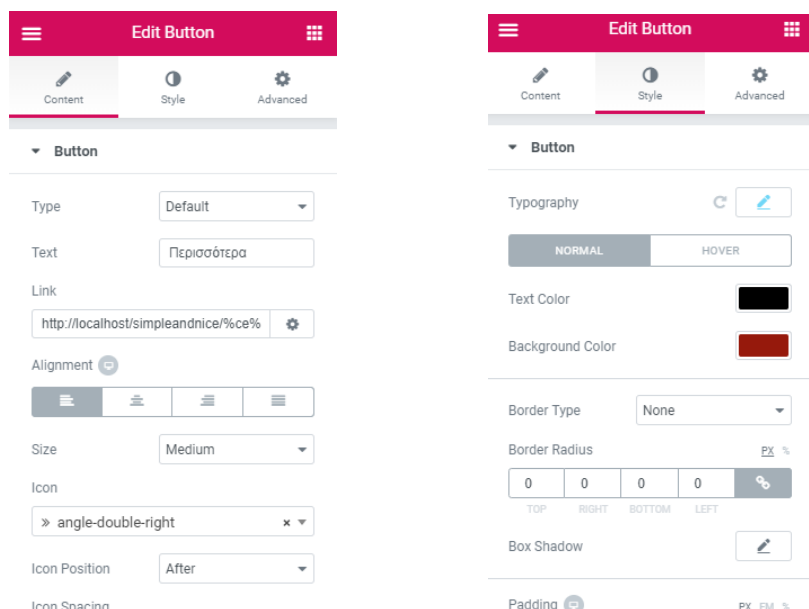 Edit Button
Content
Style
Advanced
Button
Type
Default
Text
Περισσότερα
Link
http://localhost/simpleandnice/%ce%
Alignment
Size
Medium
Icon
angle-double-right
Icon Position
After
Icon Spacing
Edit Button
Content
Style
Advanced
Button
Typography
NORMAL
HOVER
Text Color
Background Color
Border Type
None
Border Radius
PX %
0 0 0 0
TOP RIGHT BOTTOM LEFT
Box Shadow
Padding
PX EM %